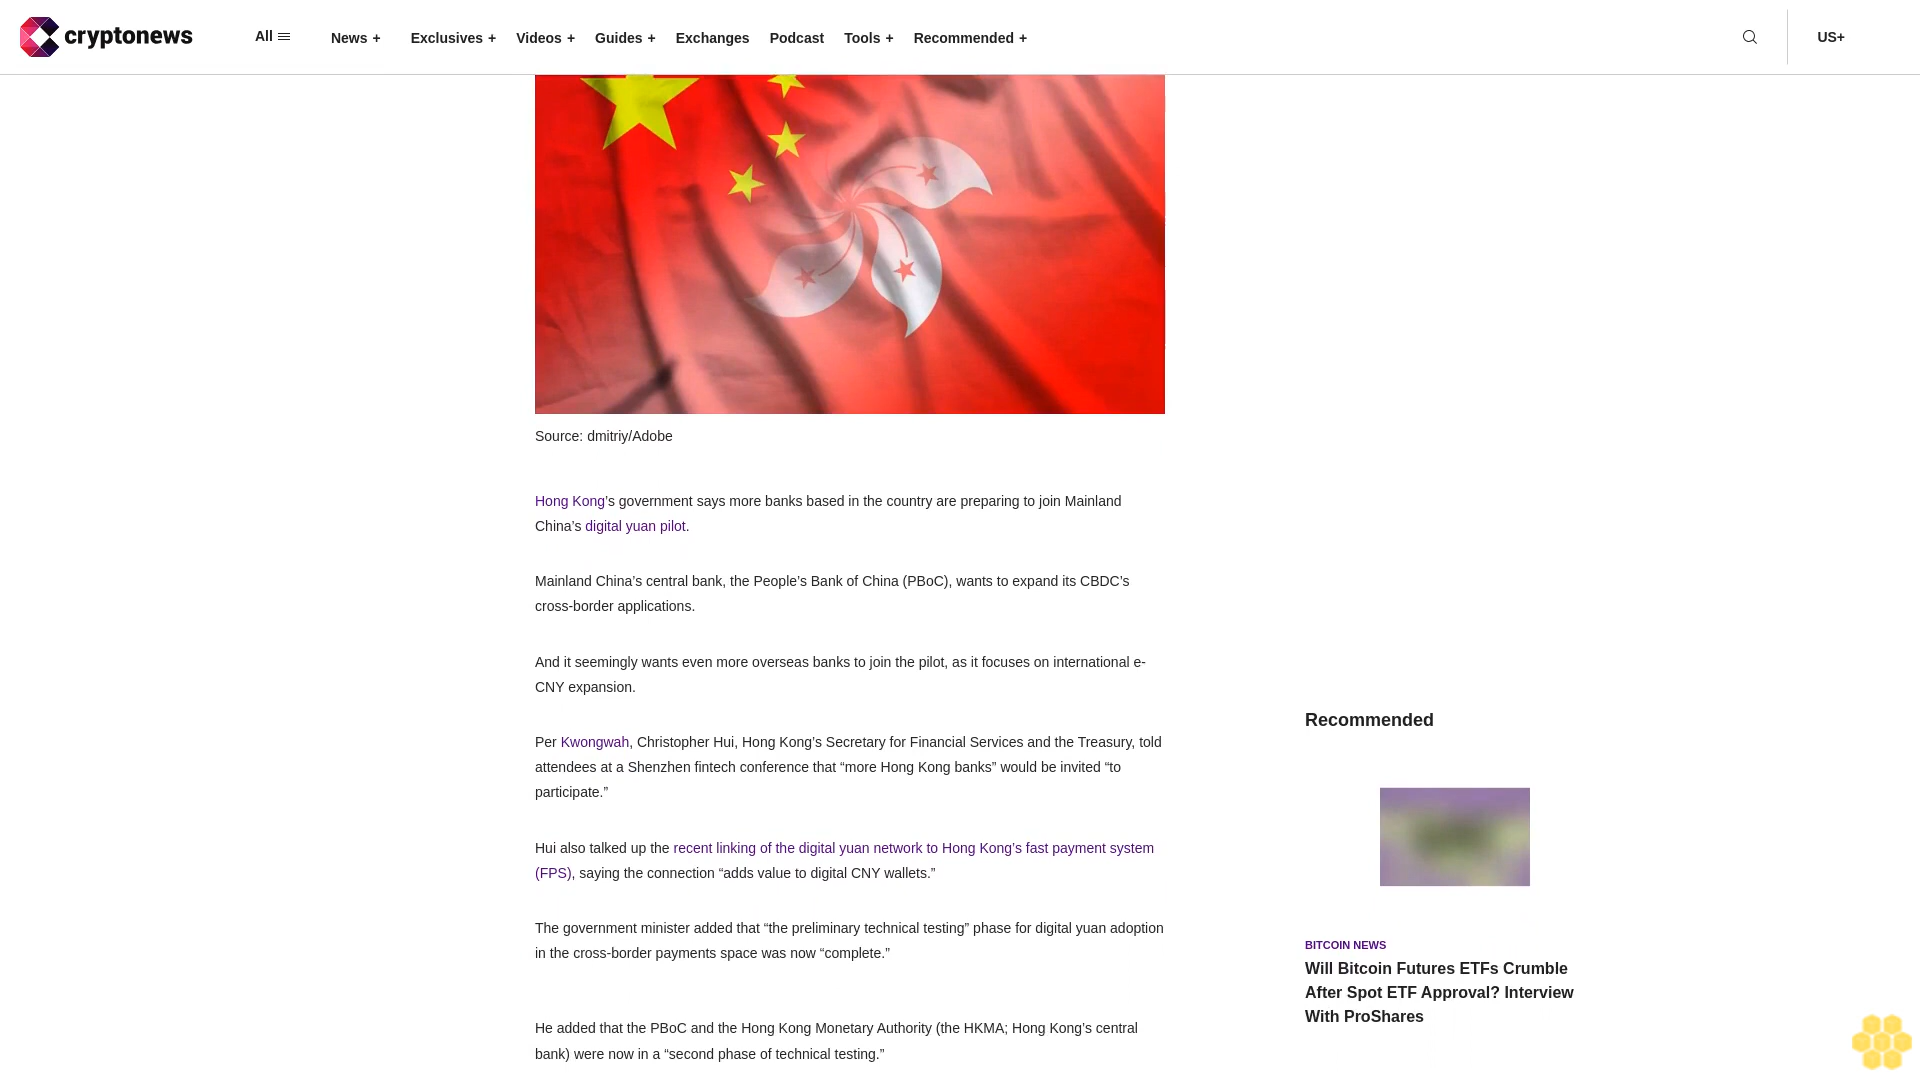 cryptonews
All
News +
Exclusives +
Videos +
Guides +
Exchanges
Podcast
Tools +
Recommended +
US+
Source: dmitriy/Adobe
Hong Kong’s government says more banks based in the country are preparing to join Mainland
China’s digital yuan pilot.
Mainland China’s central bank, the People’s Bank of China (PBoC), wants to expand its CBDC’s
cross-border applications.
And it seemingly wants even more overseas banks to join the pilot, as it focuses on international e-
CNY expansion.
Per Kwongwah, Christopher Hui, Hong Kong’s Secretary for Financial Services and the Treasury, told
attendees at a Shenzhen fintech conference that “more Hong Kong banks” would be invited “to
participate.”
Hui also talked up the recent linking of the digital yuan network to Hong Kong’s fast payment system
(FPS), saying the connection “adds value to digital CNY wallets.”
The government minister added that “the preliminary technical testing” phase for digital yuan adoption
in the cross-border payments space was now “complete.”
He added that the PBoC and the Hong Kong Monetary Authority (the HKMA; Hong Kong’s central
bank) were now in a “second phase of technical testing.”
Recommended
BITCOIN NEWS
Will Bitcoin Futures ETFs Crumble
After Spot ETF Approval? Interview
With ProShares